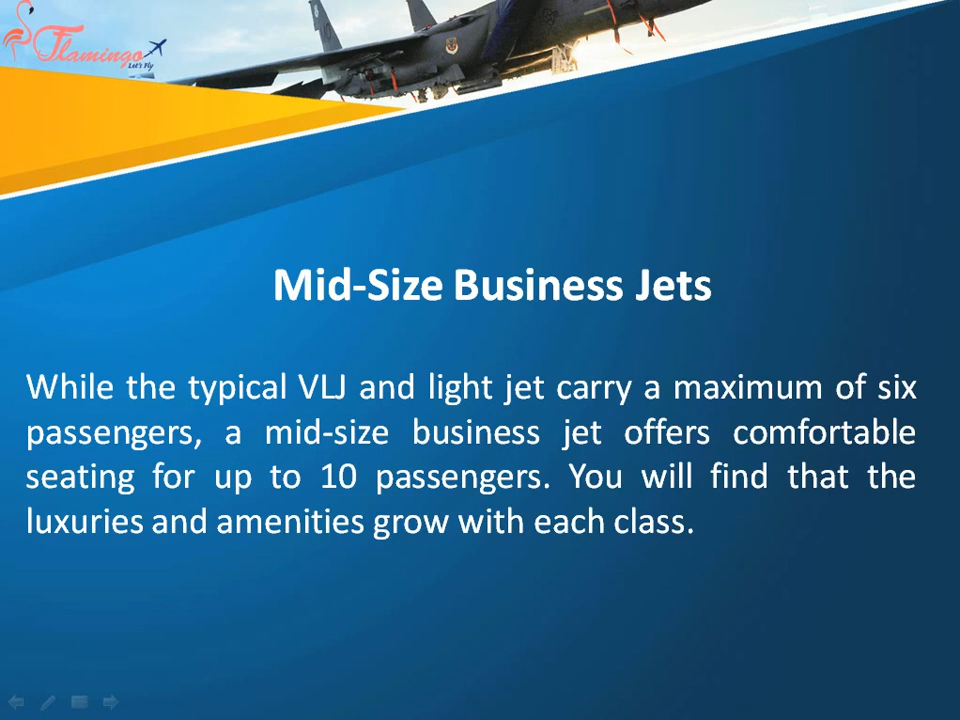 Flamingo
Let's Fly
Mid-Size Business Jets
While the typical VLJ and light jet carry a maximum of six
passengers, a mid-size business jet offers comfortable
seating for up to 10 passengers. You will find that the
luxuries and amenities grow with each class.